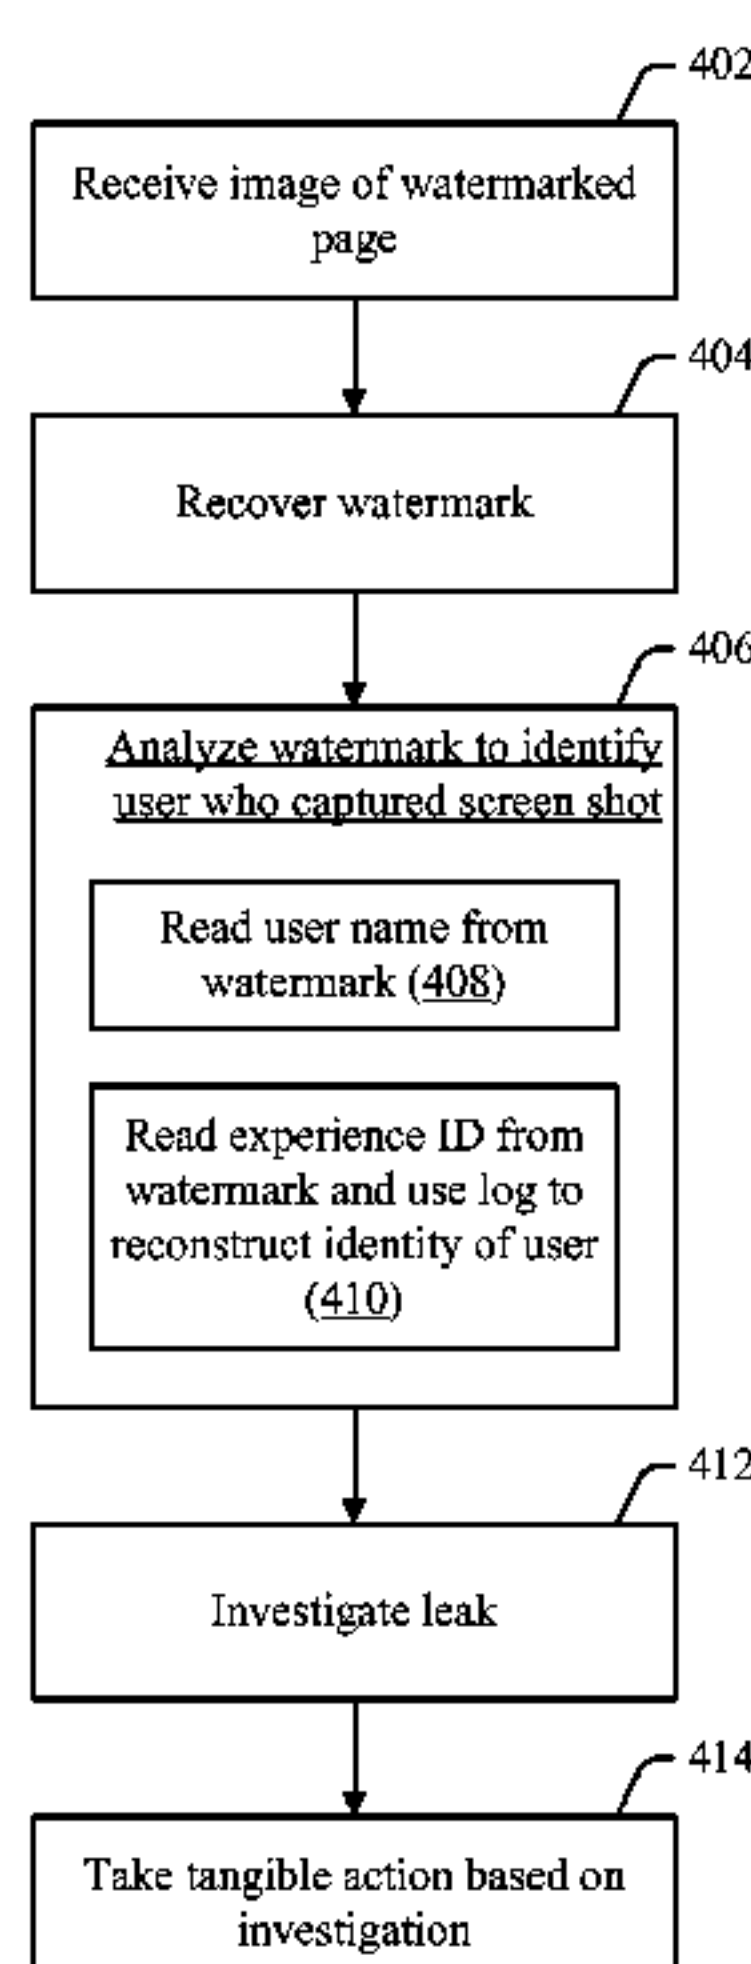 402
Receive image of watermarked
page
404
Recover watermark
406
Analyze watermark to identify
user who captured screen shot
Read user name from
watermark (408)
Read experience ID from
watermark and use log to
reconstruct identity of user
(410)
412
Investigate leak
414
Take tangible action based on
investigation